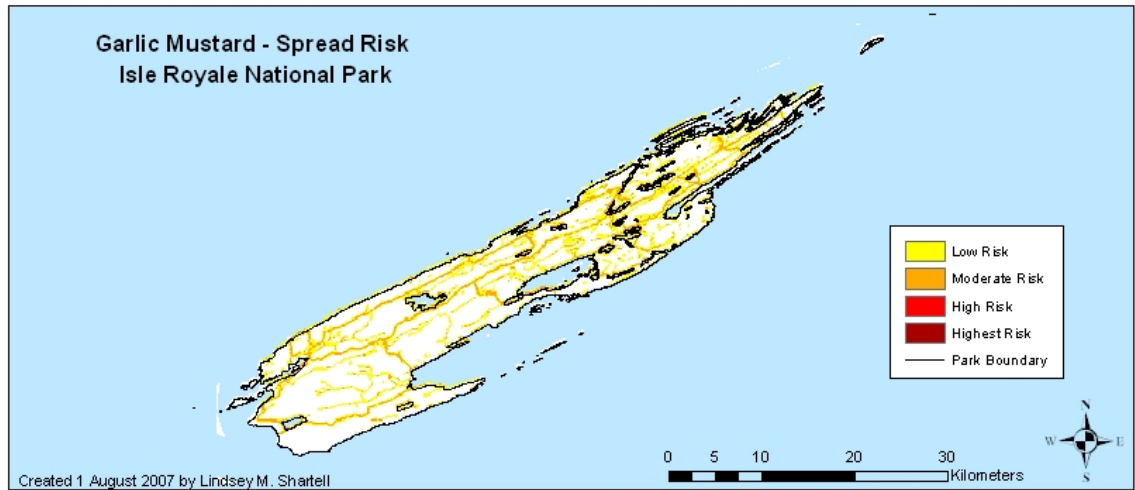 Garlic Mustard - Spread Risk
Isle Royale National Park
Low Risk
Moderate Risk
High Risk
Highest Risk
Park Boundary
N
W E
S
0 5 10 20 30
Kilometers
Created 1 August 2007 by Lindsey M. Shartell